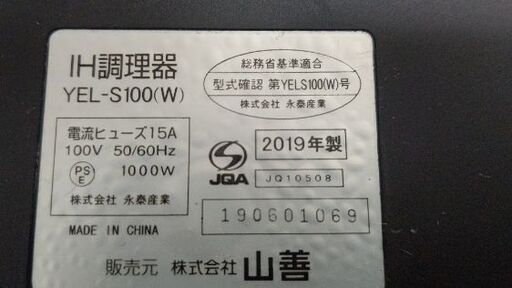 IH調理器
YEL-S100(W)
総務省基準適合
型式確認 第YELS100(W)号
株式会社 永泰産業
電流ヒューズ15A
100V 50/60Hz
PS
E
1000W
株式会社 永泰産業
MADE IN CHINA
JQA
2019年製
JQ10508
190601069
販売元 株式会社 山善